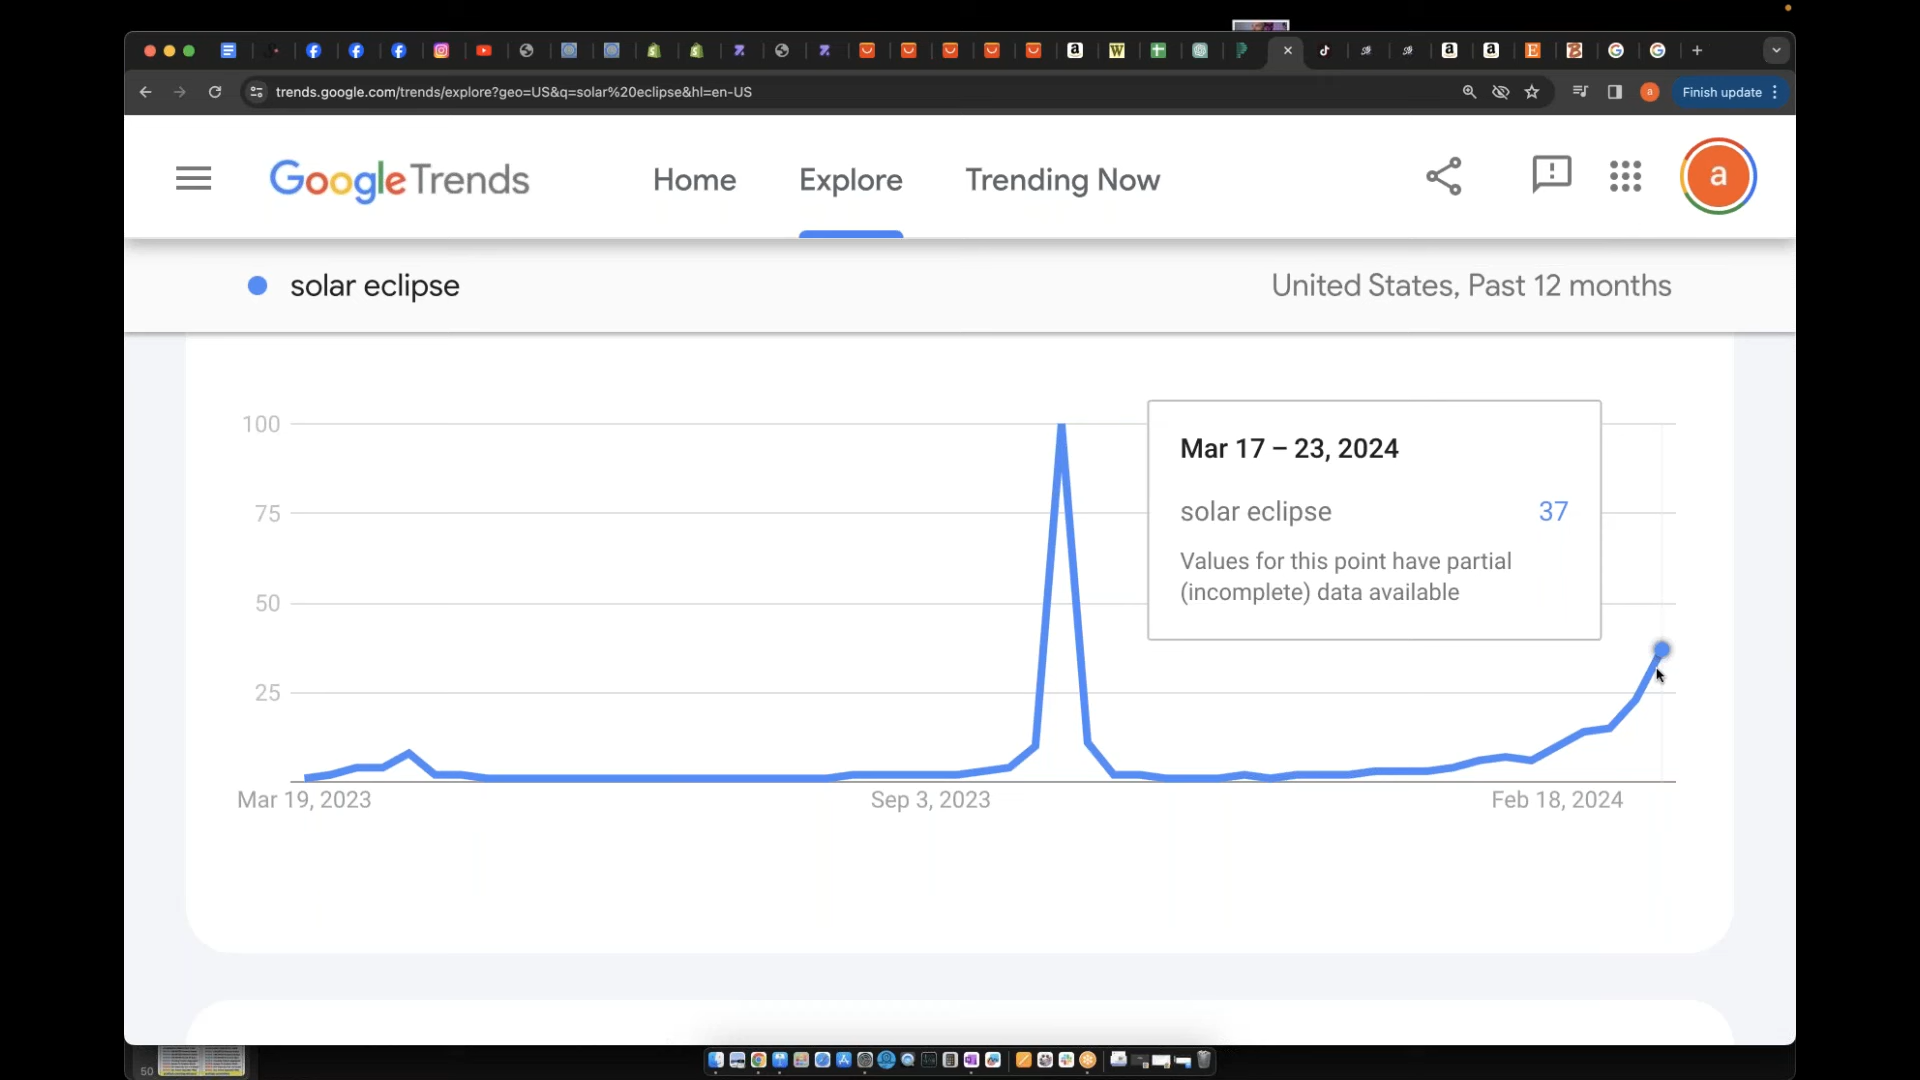 trends.google.com/trends/explore?geo=US&q=solar%20eclipse&hl=en-US
a
Finish update
Google Trends
Home
Explore
Trending Now
a
solar eclipse
United States, Past 12 months
100
75
50
25
Mar 17 – 23, 2024
solar eclipse 37
Values for this point have partial
(incomplete) data available
Mar 19, 2023
Sep 3, 2023
Feb 18, 2024
50